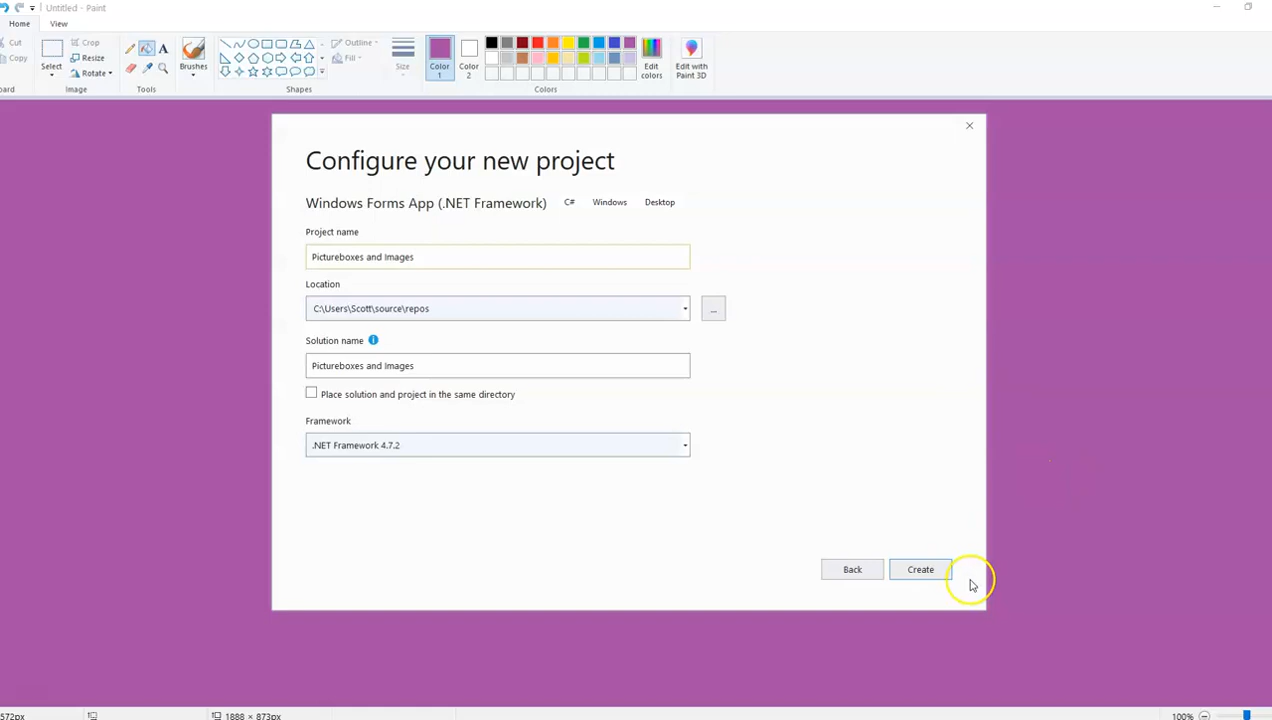 Untitled - Paint
Home View
Cut
Copy
Crop
Resize
Rotate
Select
Brushes
Outline
Fill
Size
Color 1
Color 2
Edit colors
Edit with Paint 3D
ard
Image
Tools
Shapes
Colors
Configure your new project
Windows Forms App (.NET Framework) C# Windows Desktop
Project name
Pictureboxes and Images
Location
C:\Users\Scott\source\repos
...
Solution name
Pictureboxes and Images
Place solution and project in the same directory
Framework
.NET Framework 4.7.2
Back Create
572px 1888 × 873px 100%